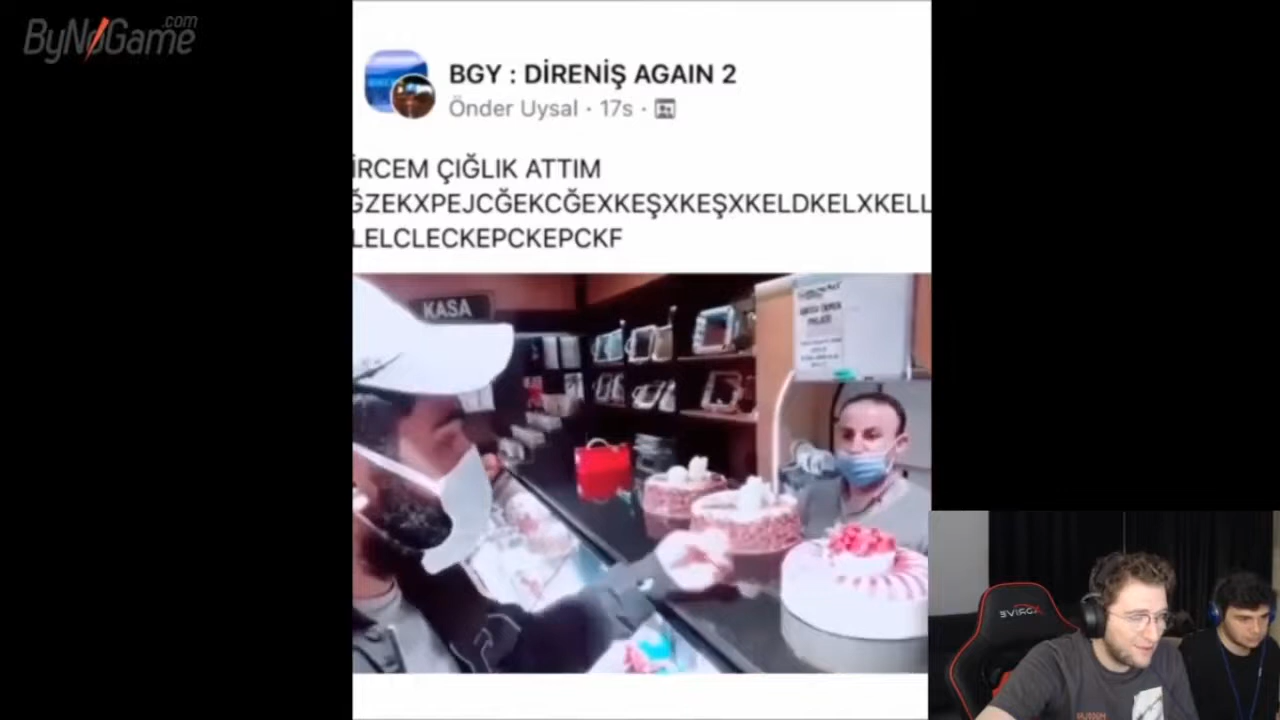 ByNoGame.com
BGY : DİRENİŞ AGAIN 2
Önder Uysal · 17s ·
İRCEM ÇIĞLIK ATTIM
ĞZEKXPEJCĞEKCĞEXKEŞXKEŞXKELDKELXKELL
LELCLECKEPCKEPCKF
KASA